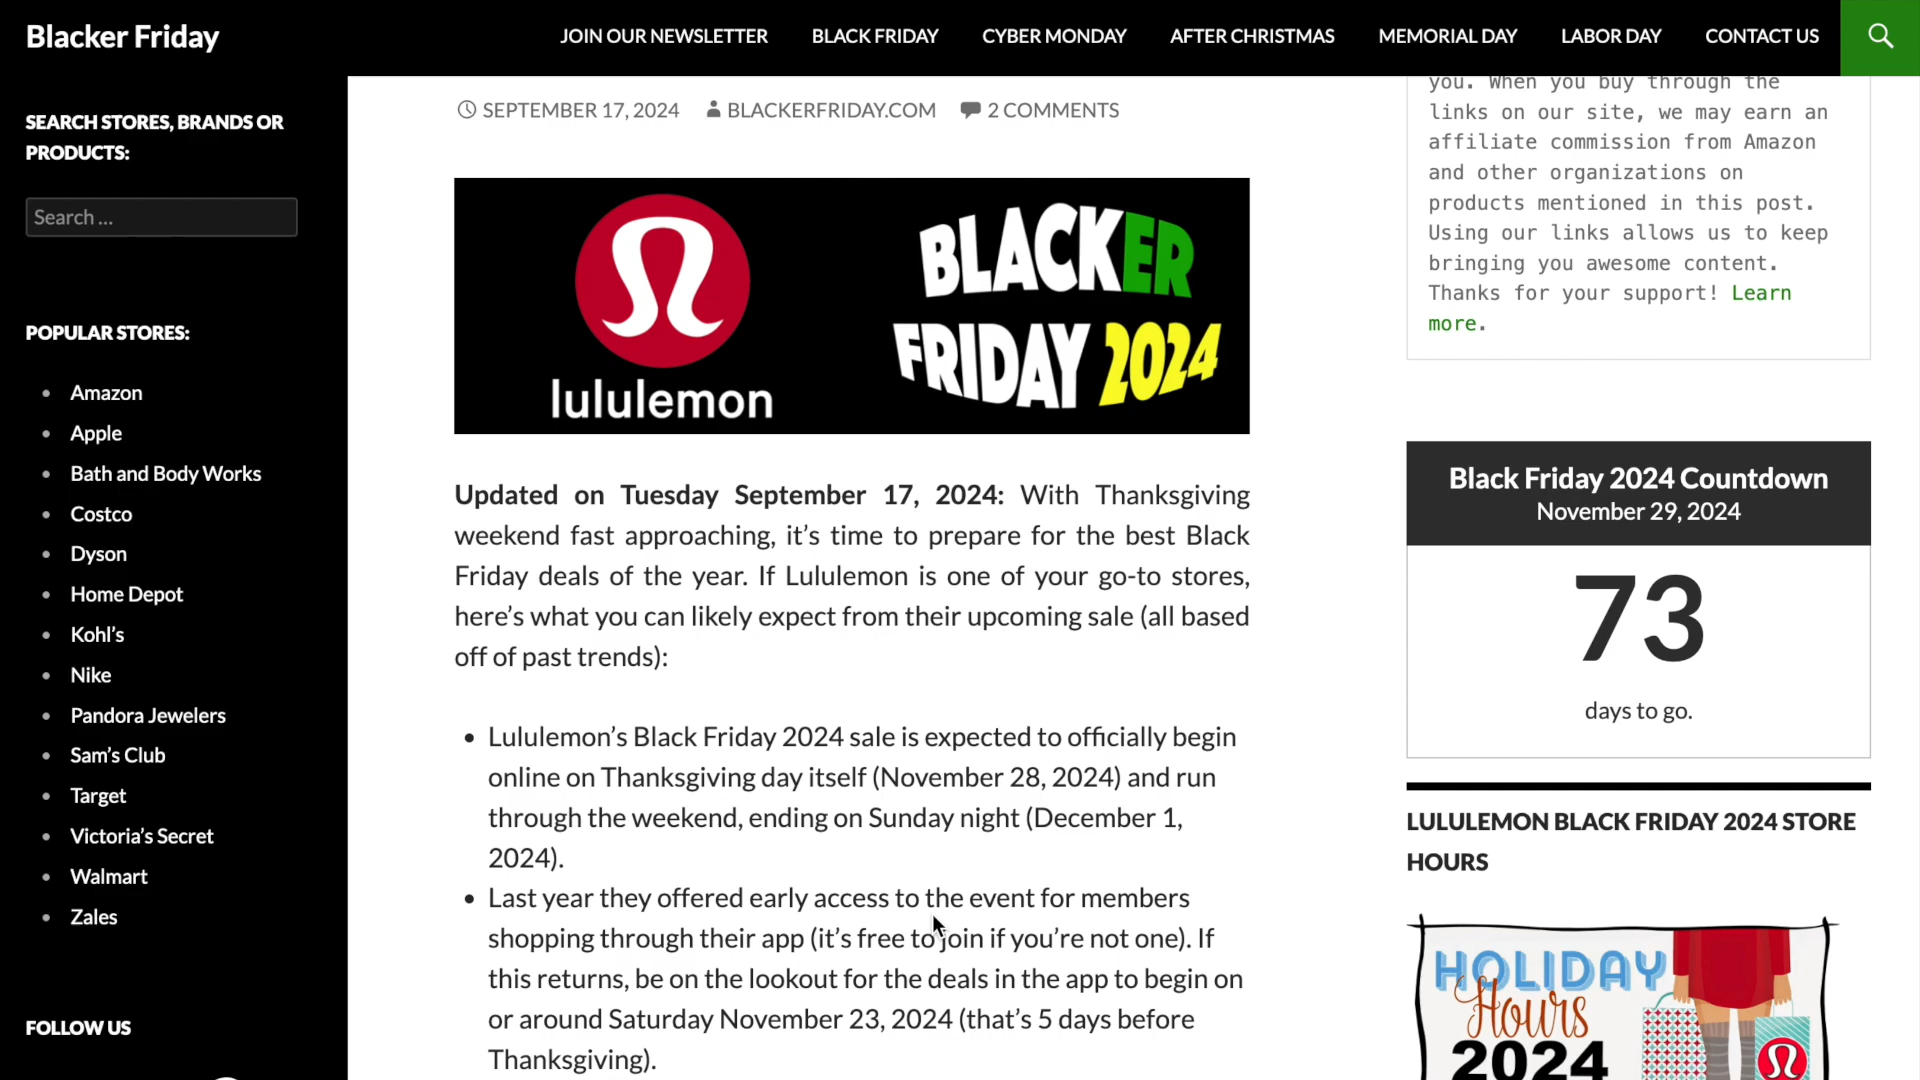 Blacker Friday
JOIN OUR NEWSLETTER
BLACK FRIDAY
CYBER MONDAY
AFTER CHRISTMAS
MEMORIAL DAY
LABOR DAY
CONTACT US
SEARCH STORES, BRANDS OR
PRODUCTS:
Search ...
POPULAR STORES:
Amazon
Apple
Bath and Body Works
Costco
Dyson
Home Depot
Kohl's
Nike
Pandora Jewelers
Sam's Club
Target
Victoria's Secret
Walmart
Zales
FOLLOW US
SEPTEMBER 17, 2024
BLACKERFRIDAY.COM
2 COMMENTS
lululemon
BLACKER
FRIDAY 2024
Updated on Tuesday September 17, 2024: With Thanksgiving
weekend fast approaching, it's time to prepare for the best Black
Friday deals of the year. If Lululemon is one of your go-to stores,
here's what you can likely expect from their upcoming sale (all based
off of past trends):
Lululemon's Black Friday 2024 sale is expected to officially begin
online on Thanksgiving day itself (November 28, 2024) and run
through the weekend, ending on Sunday night (December 1,
2024).
Last year they offered early access to the event for members
shopping through their app (it's free to join if you're not one). If
this returns, be on the lookout for the deals in the app to begin on
or around Saturday November 23, 2024 (that's 5 days before
Thanksgiving).
you. When you buy through the
links on our site, we may earn an
affiliate commission from Amazon
and other organizations on
products mentioned in this post.
Using our links allows us to keep
bringing you awesome content.
Thanks for your support! Learn
more.
Black Friday 2024 Countdown
November 29, 2024
73
days to go.
LULULEMON BLACK FRIDAY 2024 STORE
HOURS
HOLIDAY
Hours
2024